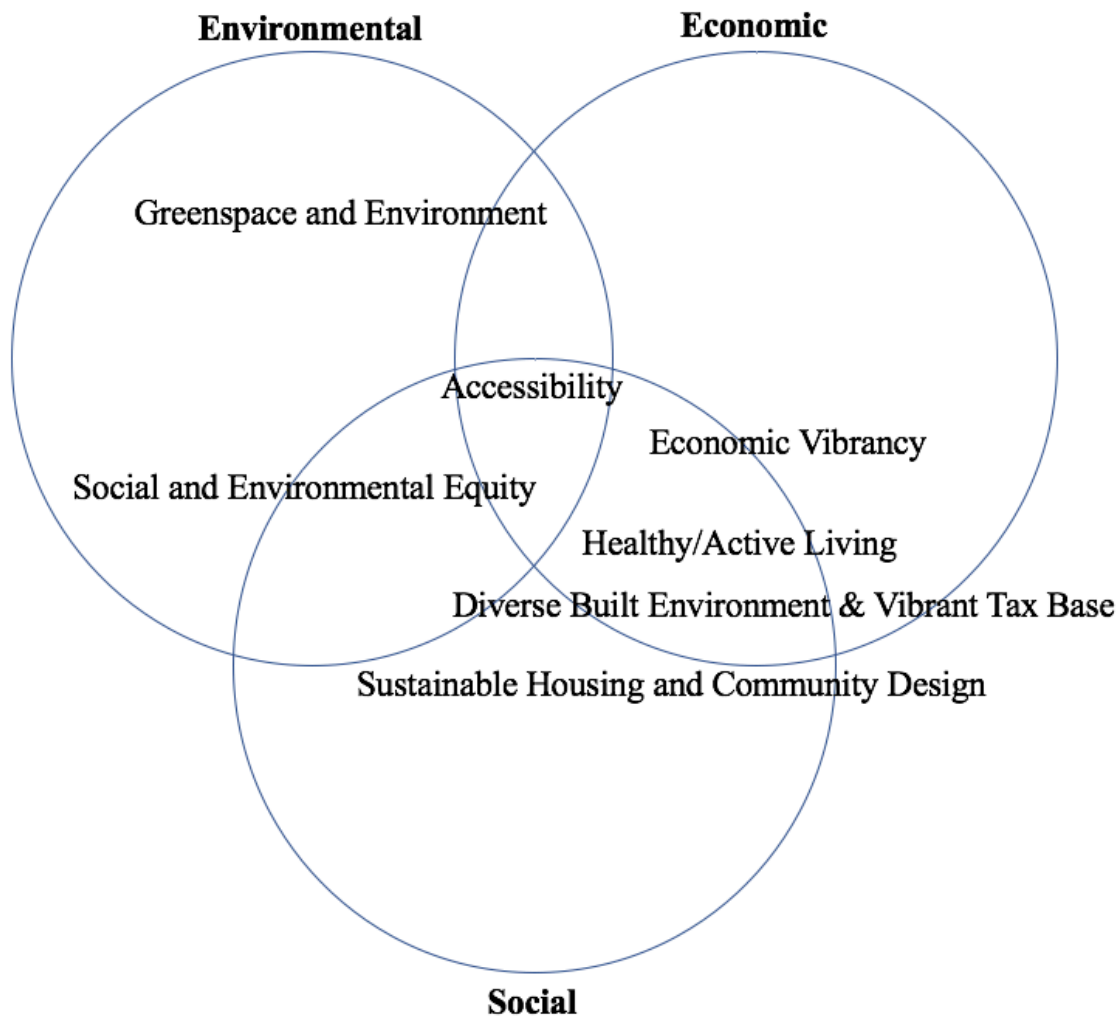 Environmental
Economic
Greenspace and Environment
Accessibility
Economic Vibrancy
Social and Environmental Equity
Healthy/Active Living
Diverse Built Environment & Vibrant Tax Base
Sustainable Housing and Community Design
Social